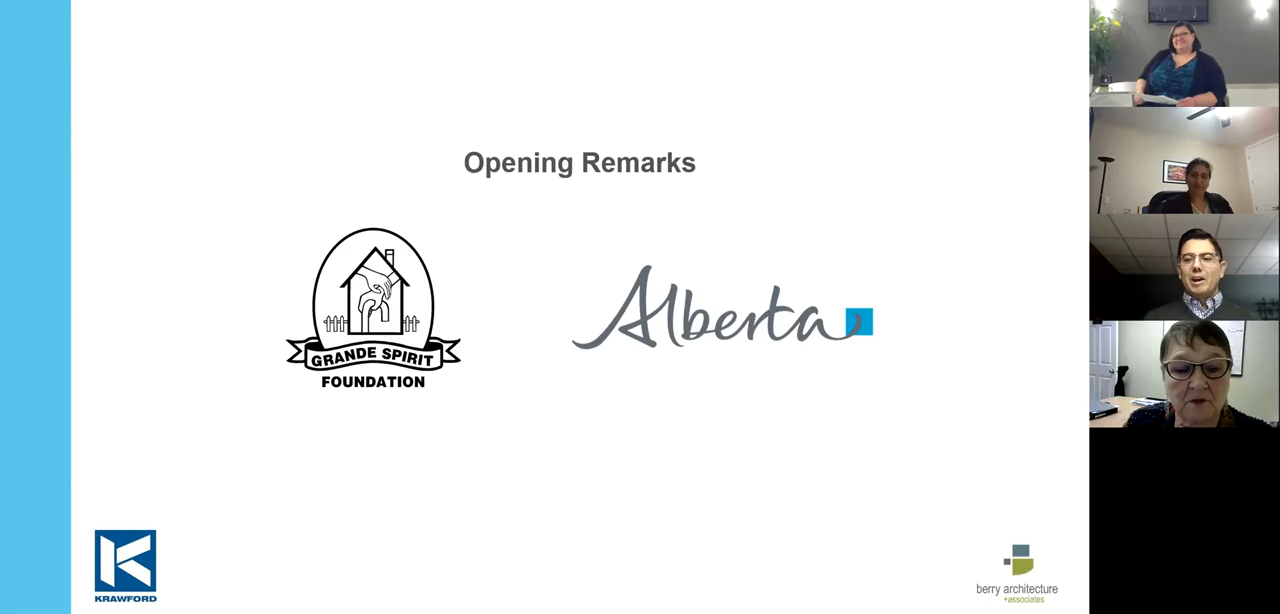 Opening Remarks
GRANDE SPIRIT
FOUNDATION
Alberta
KRAWFORD
berry architecture
+associates